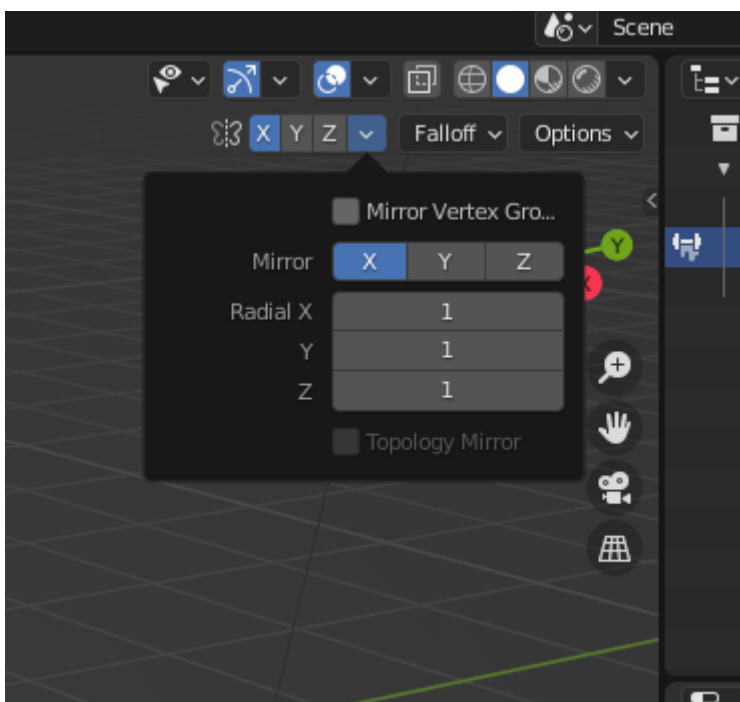 Scene
X Y Z Falloff Options
Mirror Vertex Gro...
Mirror X Y Z
Y
X
Radial X 1
Y 1
Z 1
Topology Mirror